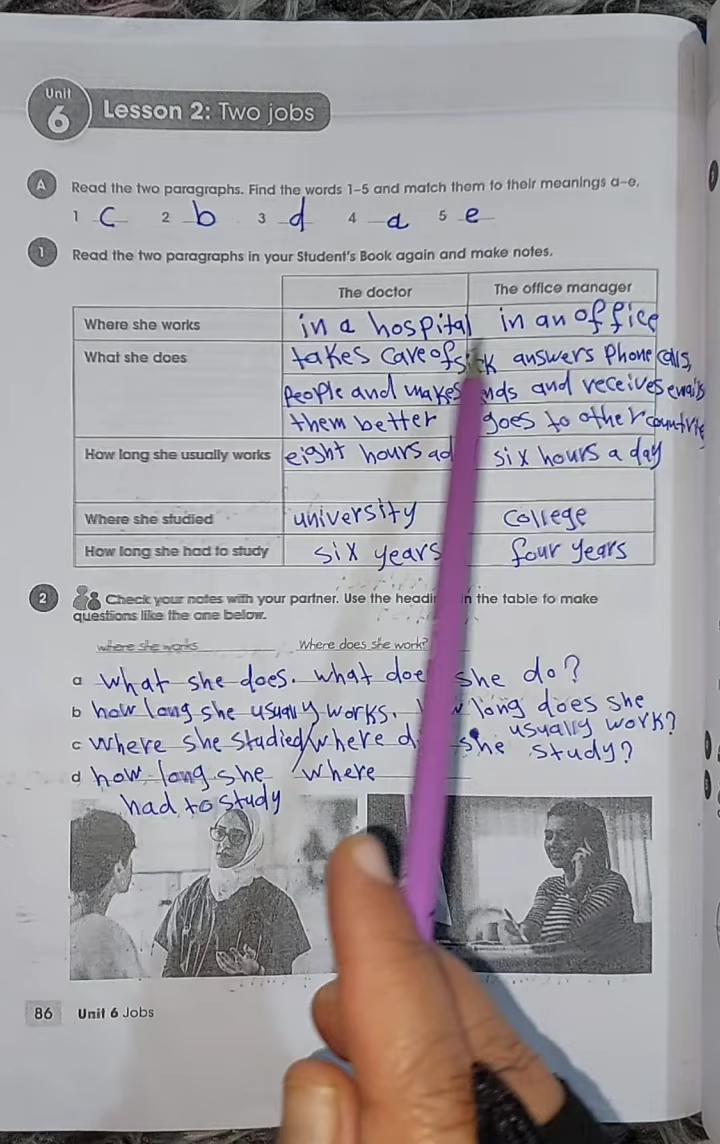 Unit
6
Lesson 2: Two jobs
A Read the two paragraphs. Find the words 1–5 and match them to their meanings a–e.
1 c 2 b 3 d 4 a 5 e
1 Read the two paragraphs in your Student's Book again and make notes.
The doctor The office manager
Where she works in a hospital in an office
What she does takes care of sick answers Phone calls,
People and makes and receives emails
them better goes to other
How long she usually works eight hours six hours a day
Where she studied university college
How long she had to study six years four years
2 Check your notes with your partner. Use the in the table to make
questions like the one below.
where she works Where does she work?
a what she does. what she do?
b how long she usually works. long does she
usually work?
c where she studied/where she study?
d how long she where
had to study
86 Unit 6 Jobs